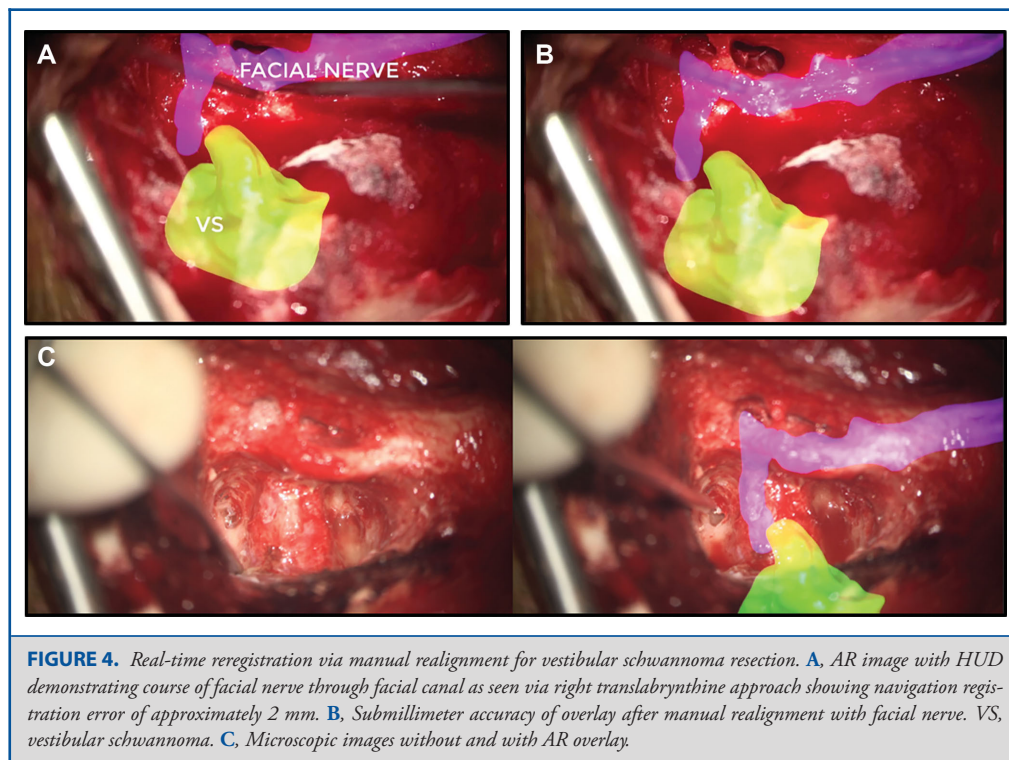 A
FACIAL NERVE
VS
B
C
FIGURE 4. Real-time reregistration via manual realignment for vestibular schwannoma resection. A, AR image with HUD
demonstrating course of facial nerve through facial canal as seen via right translabrynthine approach showing navigation regis-
tration error of approximately 2 mm. B, Submillimeter accuracy of overlay after manual realignment with facial nerve. VS,
vestibular schwannoma. C, Microscopic images without and with AR overlay.